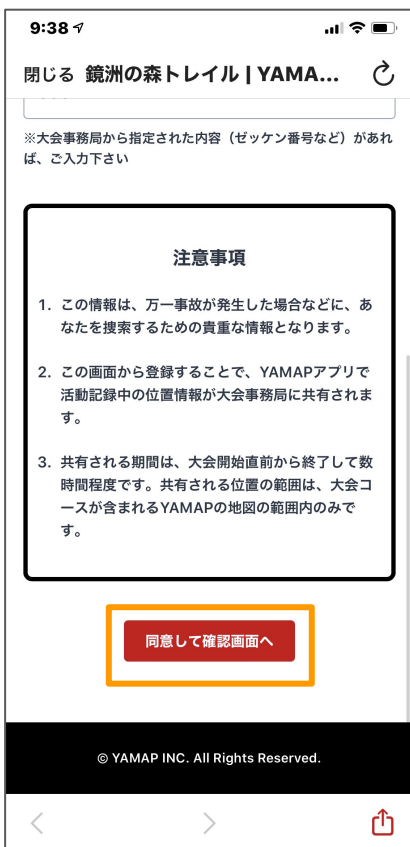 9:38
閉じる 鏡洲の森トレイル | YAMA...
※大会事務局から指定された内容（ゼッケン番号など）があれ
ば、ご入力下さい
注意事項
1. この情報は、万一事故が発生した場合などに、あ
なたを捜索するための貴重な情報となります。
2. この画面から登録することで、YAMAPアプリで
活動記録中の位置情報が大会事務局に共有されま
す。
3. 共有される期間は、大会開始直前から終了して数
時間程度です。共有される位置の範囲は、大会コ
ースが含まれるYAMAPの地図の範囲内のみで
す。
同意して確認画面へ
© YAMAP INC. All Rights Reserved.